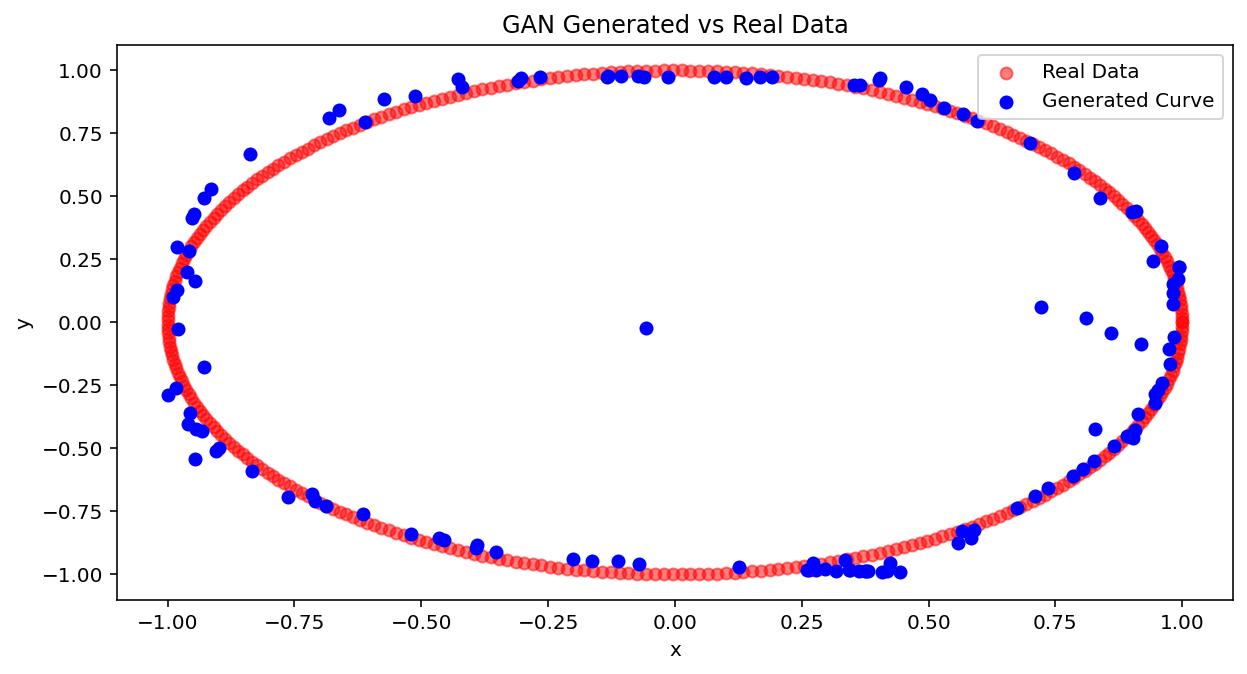 GAN Generated vs Real Data
Real Data
Generated Curve
1.00
0.75
0.50
0.25
0.00
−0.25
−0.50
−0.75
−1.00
y
−1.00 −0.75 −0.50 −0.25 0.00 0.25 0.50 0.75 1.00
x